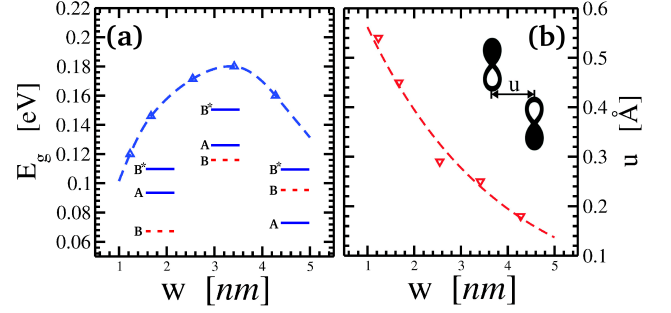 (a)
0.22
0.2
0.18
0.16
0.14
0.12
0.1
0.08
0.06
E_g [eV]
B*
A
B
B*
A
B
B*
B
A
1 2 3 4 5
w [nm]
(b)
u
0.6
0.5
0.4
0.3
0.2
0.1
u [Å]
1 2 3 4 5
w [nm]